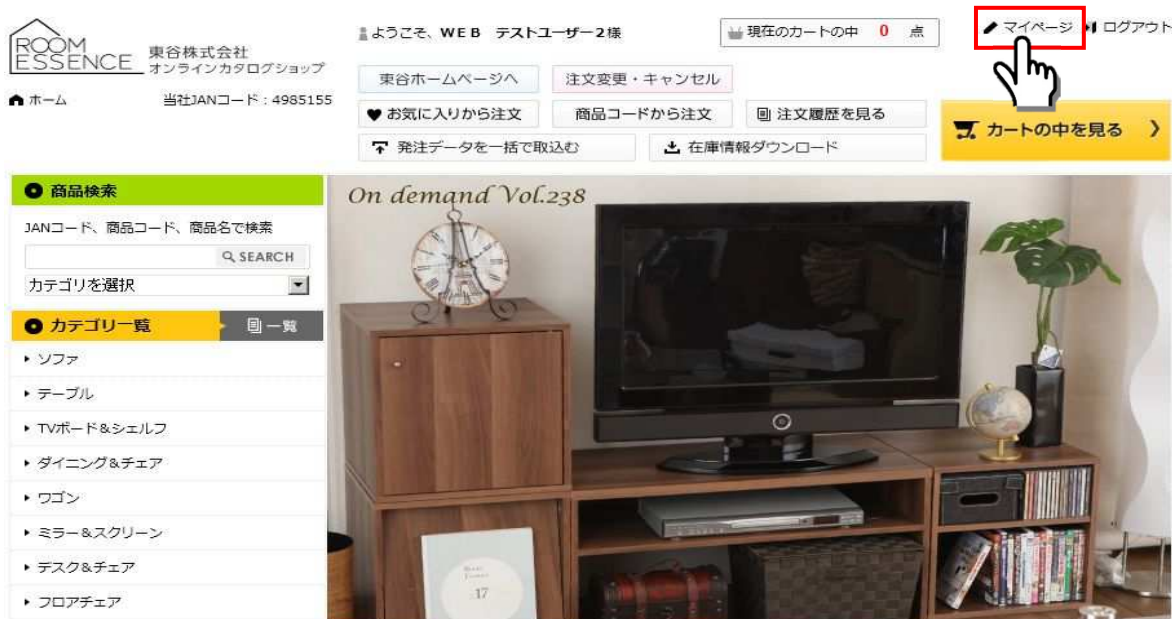 ROOM
ESSENCE
東谷株式会社
オンラインカタログショップ
ホーム
当社JANコード：4985155
ようこそ、WEB テストユーザー2様
現在のカートの中 0 点
マイページ
ログアウト
東谷ホームページへ
注文変更・キャンセル
お気に入りから注文
商品コードから注文
注文履歴を見る
発注データを一括で取込む
在庫情報ダウンロード
カートの中を見る
商品検索
JANコード、商品コード、商品名で検索
SEARCH
カテゴリを選択
カテゴリ一覧
一覧
ソファ
テーブル
TVボード&シェルフ
ダイニング&チェア
ワゴン
ミラー&スクリーン
デスク&チェア
フロアチェア
On demand Vol.238
17